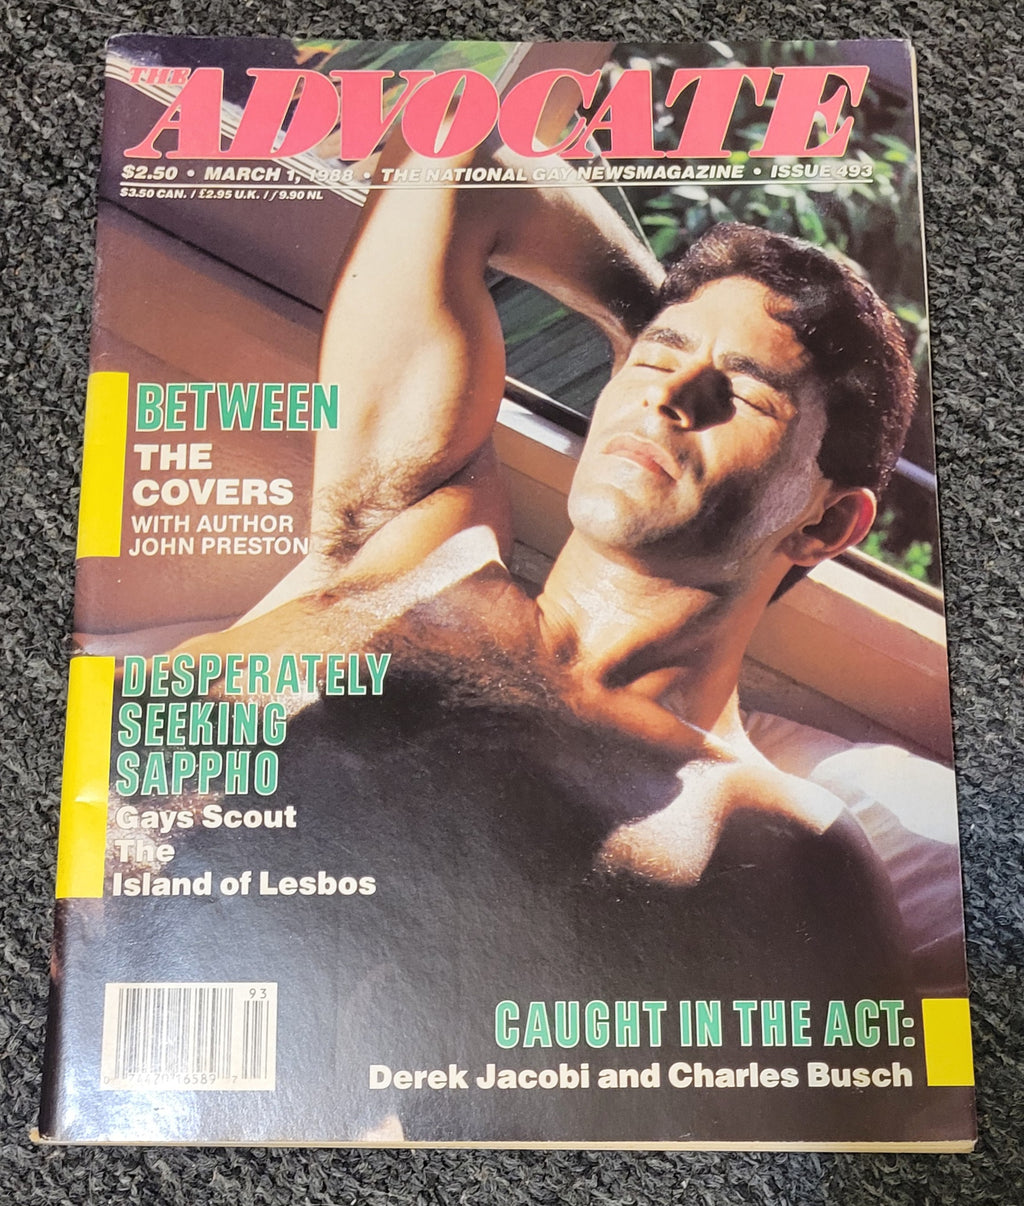 THE ADVOCATE
$2.50 • MARCH 1, 1988 • THE NATIONAL GAY NEWSMAGAZINE • ISSUE 493
$3.50 CAN. / £2.95 U.K. / / 9.90 NL
BETWEEN
THE
COVERS
WITH AUTHOR
JOHN PRESTON
DESPERATELY
SEEKING
SAPPHO
Gays Scout
The
Island of Lesbos
93
CAUGHT IN THE ACT:
Derek Jacobi and Charles Busch